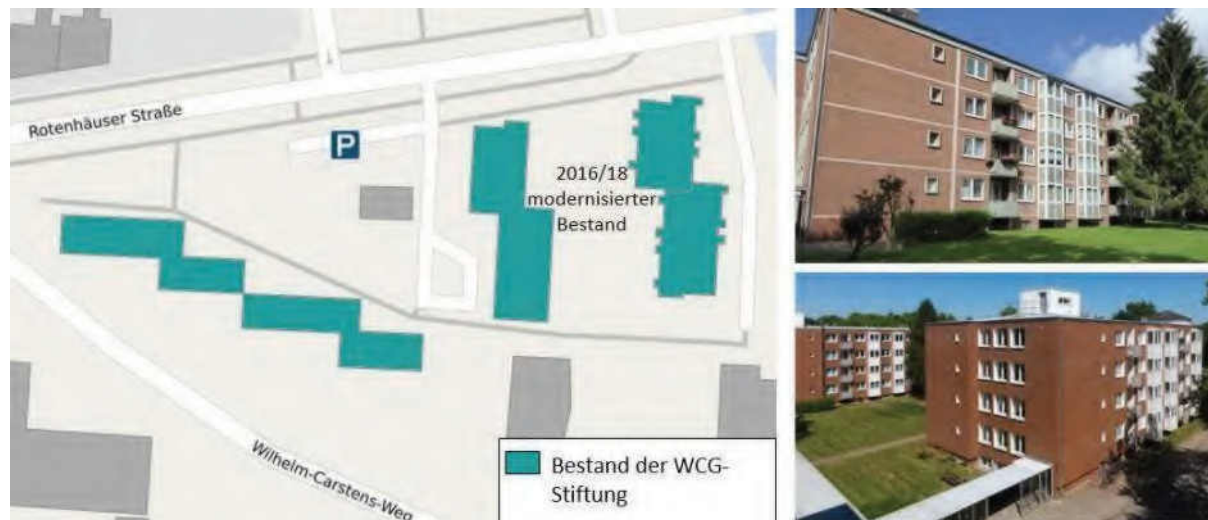 Rotenhäuser Straße
P
2016/18
modernisierter
Bestand
Wilhelm-Carstens-Weg
Bestand der WCG-
Stiftung